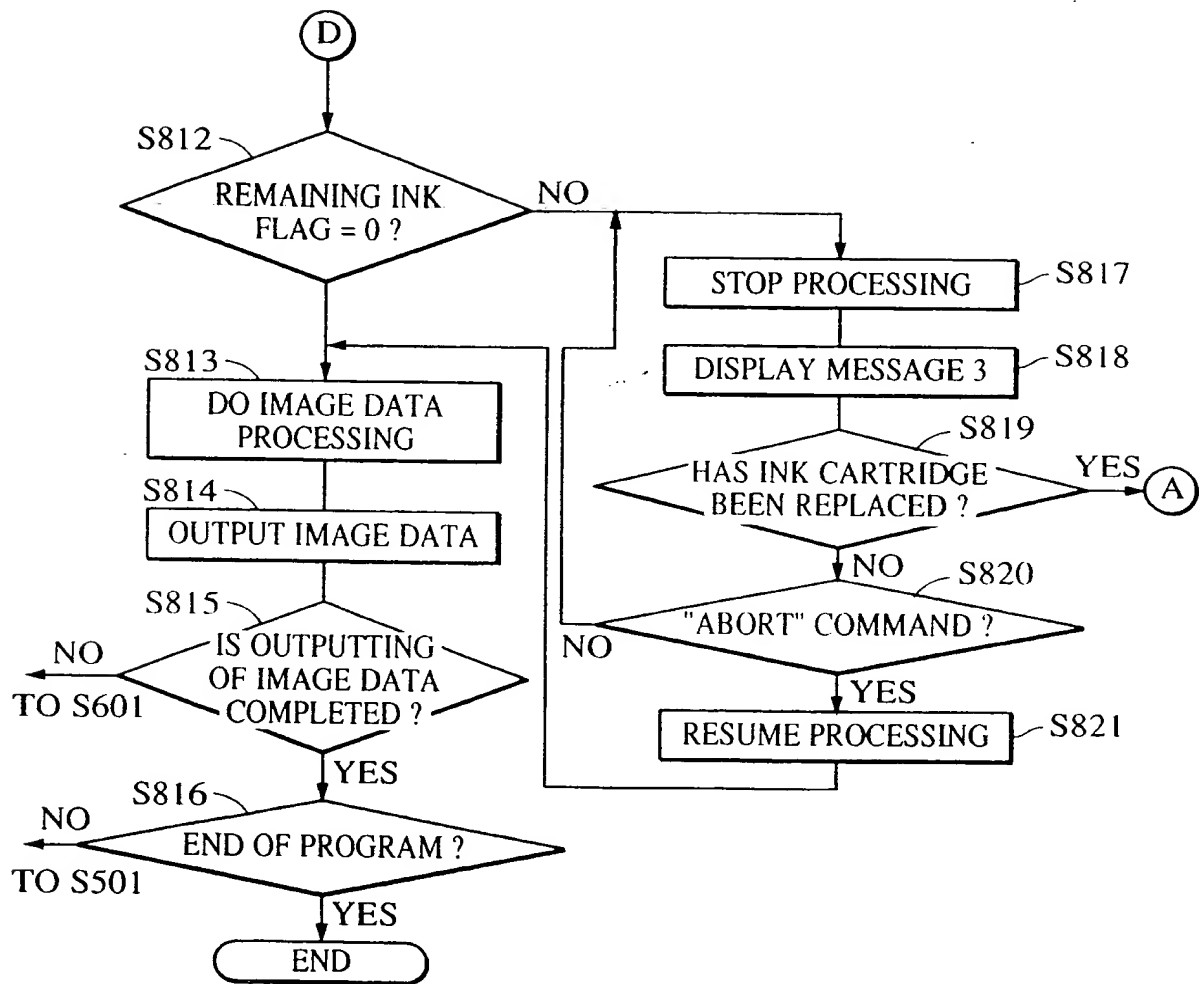 D
S812
REMAINING INK
FLAG = 0 ?
NO
S813
DO IMAGE DATA
PROCESSING
S814
OUTPUT IMAGE DATA
S815
IS OUTPUTTING
OF IMAGE DATA
COMPLETED ?
NO
TO S601
YES
S816
END OF PROGRAM ?
NO
TO S501
YES
END
STOP PROCESSING
S817
DISPLAY MESSAGE 3
S818
S819
HAS INK CARTRIDGE
BEEN REPLACED ?
YES
A
NO
S820
"ABORT" COMMAND ?
NO
YES
RESUME PROCESSING
S821